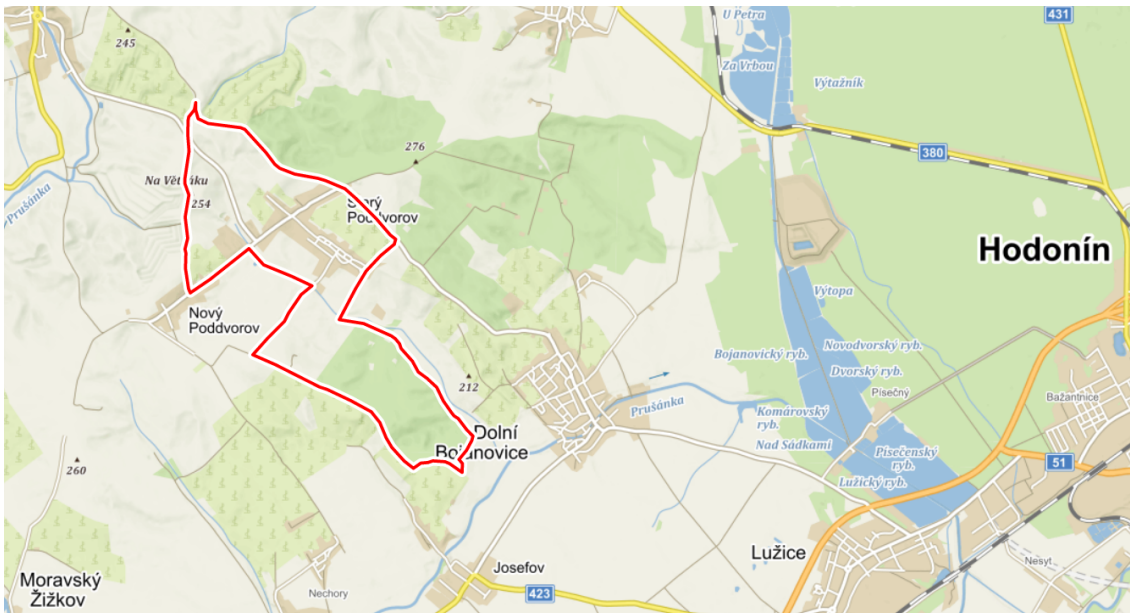 U Petra
431
245
Za Vrbou
Výtažník
276
380
Na Větřáku
Prušánka
254
Starý
Poddvorov
Hodonín
Výtopa
Nový
Poddvorov
Novodvorský ryb.
Bojanovický ryb.
Dvorský ryb.
212
Písečný
Bažantnice
Prušánka
Komárovský
ryb.
Dolní
Bojanovice
Nad Sádkami
Písečenský
ryb.
260
51
Lužický ryb.
Lužice
Nesyt
Josefov
Moravský
Žižkov
Nechory
423